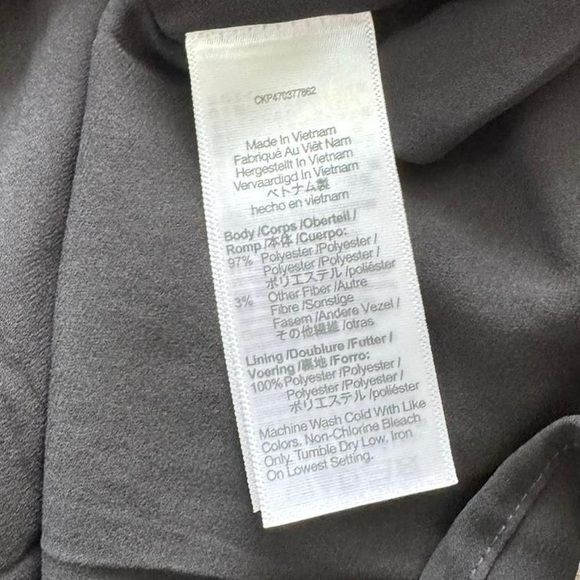 CKP470377862
Made In Vietnam
Fabriqué Au Viêt Nam
Hergestellt In Vietnam
Vervaardigd In Vietnam
ベトナム製
hecho en vietnam
Body /Corps /Oberteil /
Romp /本体 /Cuerpo:
97% Polyester /Polyester /
Polyester /Polyester /
ポリエステル /poliéster
3% Other Fiber /Autre
Fibre /Sonstige
Fasern /Andere Vezel /
その他繊維 /otras
Lining /Doublure /Futter /
Voering /裏地 /Forro:
100% Polyester /Polyester /
Polyester /Polyester /
ポリエステル /poliéster
Machine Wash Cold With Like
Colors. Non-Chlorine Bleach
Only. Tumble Dry Low. Iron
On Lowest Setting.